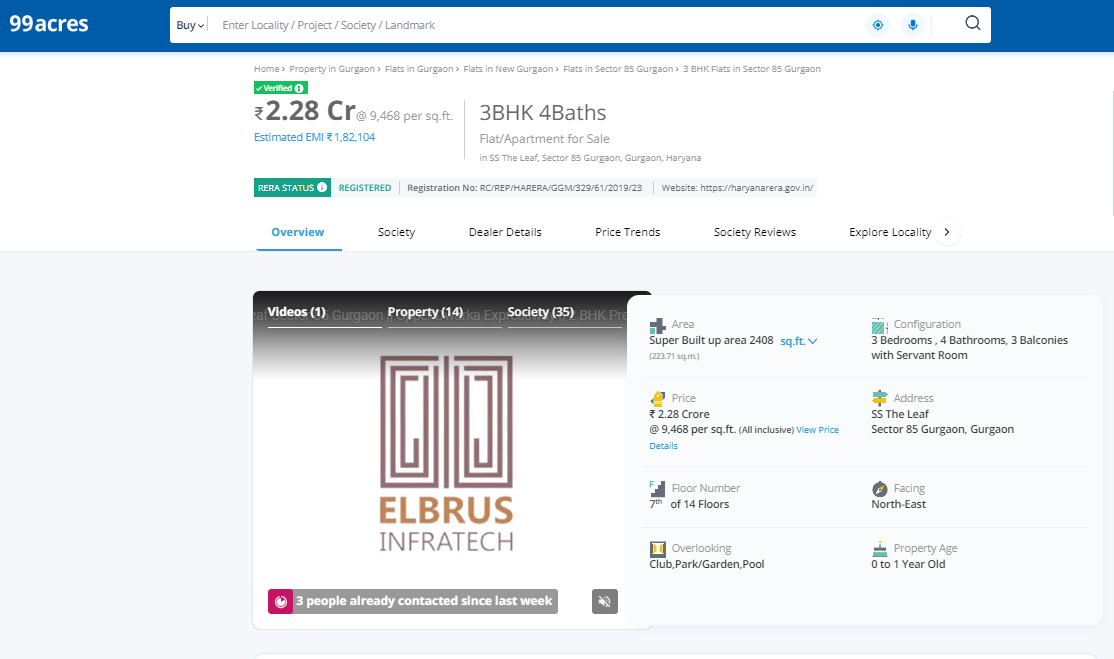 99acres
Buy
Enter Locality / Project / Society / Landmark
Home › Property in Gurgaon › Flats in Gurgaon › Flats in New Gurgaon › Flats in Sector 85 Gurgaon › 3 BHK Flats in Sector 85 Gurgaon
Verified
₹2.28 Cr @ 9,468 per sq.ft.
Estimated EMI ₹ 1,82,104
3BHK 4Baths
Flat/Apartment for Sale
in SS The Leaf, Sector 85 Gurgaon, Gurgaon, Haryana
RERA STATUS REGISTERED Registration No: RC/REP/HARERA/GGM/329/61/2019/23 Website: https://haryanarera.gov.in/
Overview Society Dealer Details Price Trends Society Reviews Explore Locality
Videos (1) Property (14) Society (35)
ELBRUS
INFRATECH
3 people already contacted since last week
Area
Super Built up area 2408 sq.ft.
(223.71 sq.m.)
Configuration
3 Bedrooms , 4 Bathrooms, 3 Balconies
with Servant Room
Price
₹ 2.28 Crore
@ 9,468 per sq.ft. (All inclusive) View Price
Details
Address
SS The Leaf
Sector 85 Gurgaon, Gurgaon
Floor Number
7th of 14 Floors
Facing
North-East
Overlooking
Club,Park/Garden,Pool
Property Age
0 to 1 Year Old